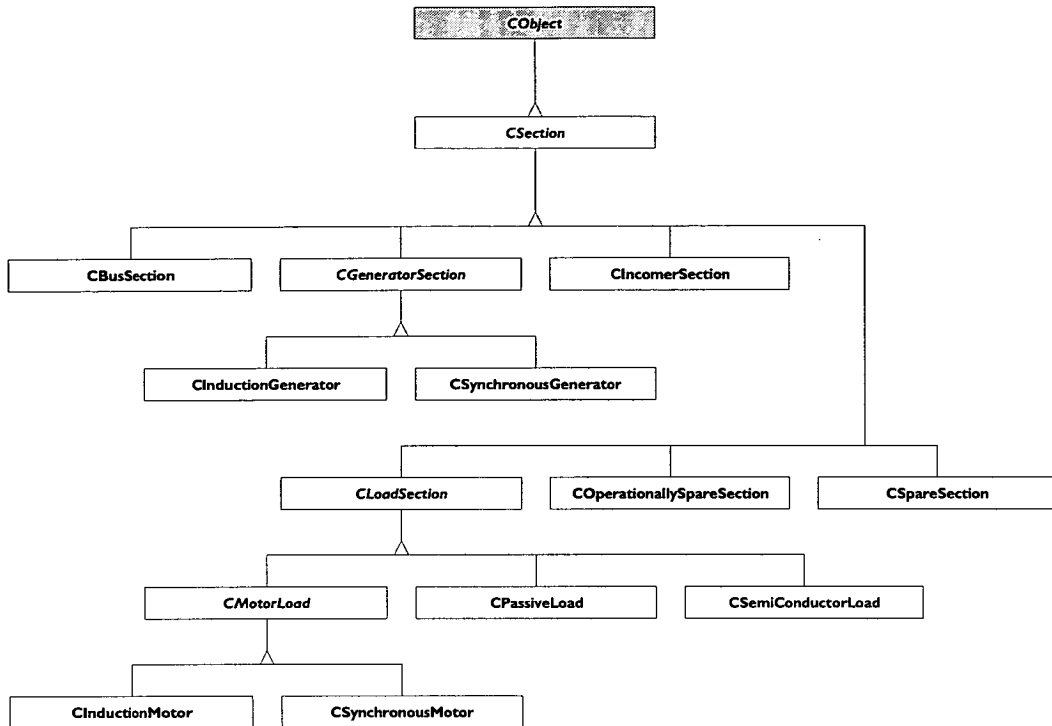 CObject
CSection
CBusSection
CGeneratorSection
CIncomerSection
CInductionGenerator
CSynchronousGenerator
CLoadSection
COperationallySpareSection
CSpareSection
CMotorLoad
CPassiveLoad
CSemiConductorLoad
CInductionMotor
CSynchronousMotor